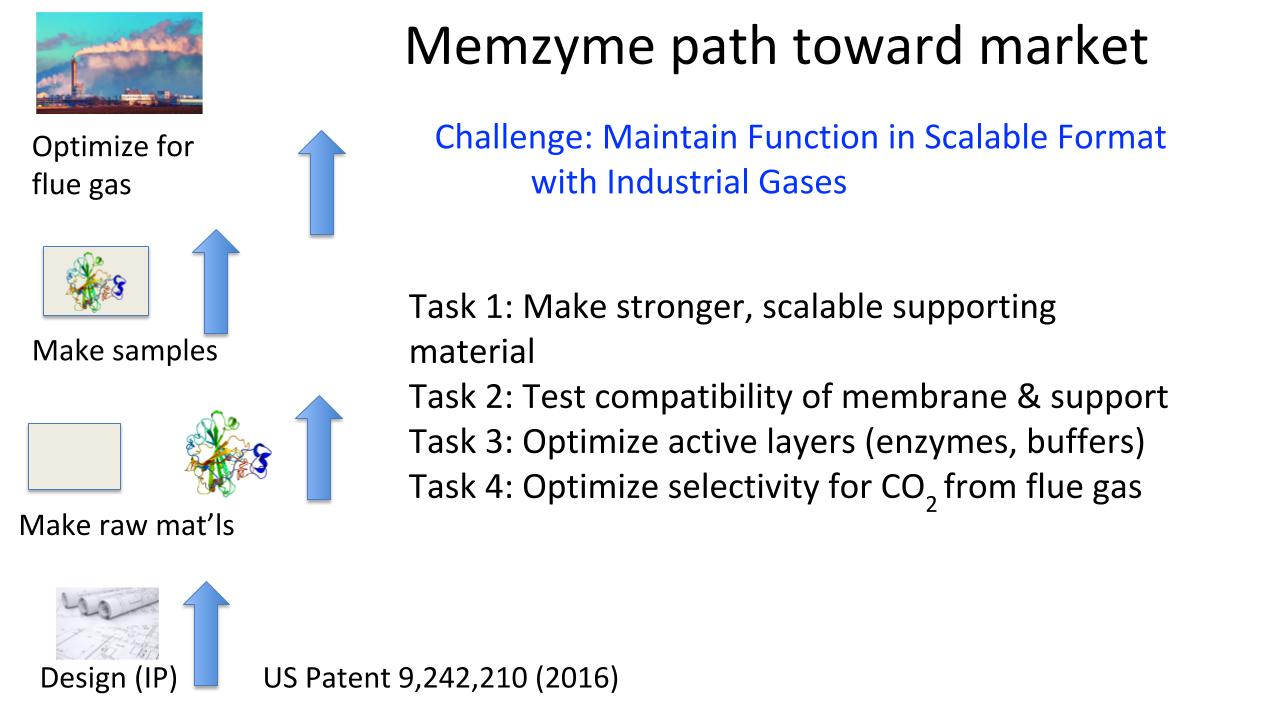 Memzyme path toward market
Challenge: Maintain Function in Scalable Format
with Industrial Gases
Optimize for
flue gas
Make samples
Make raw mat’ls
Design (IP)
US Patent 9,242,210 (2016)
Task 1: Make stronger, scalable supporting
material
Task 2: Test compatibility of membrane & support
Task 3: Optimize active layers (enzymes, buffers)
Task 4: Optimize selectivity for CO2 from flue gas